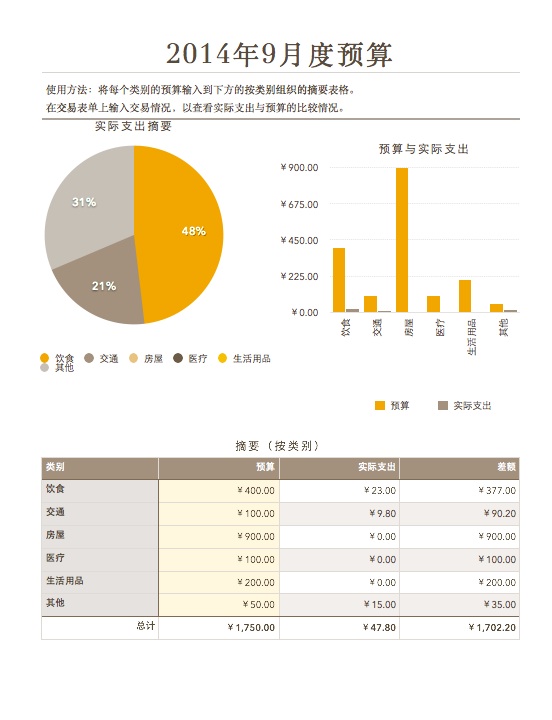 2014年9月度预算
使用方法：将每个类别的预算输入到下方的按类别组织的摘要表格。
在交易表单上输入交易情况，以查看实际支出与预算的比较情况。
实际支出摘要
31%
48%
21%
饮食 交通 房屋 医疗 生活用品
其他
预算与实际支出
¥900.00
¥675.00
¥450.00
¥225.00
¥0.00
饮食 交通 房屋 医疗 生活用品 其他
预算 实际支出
摘要（按类别）
类别 预算 实际支出 差额
饮食 ¥400.00 ¥23.00 ¥377.00
交通 ¥100.00 ¥9.80 ¥90.20
房屋 ¥900.00 ¥0.00 ¥900.00
医疗 ¥100.00 ¥0.00 ¥100.00
生活用品 ¥200.00 ¥0.00 ¥200.00
其他 ¥50.00 ¥15.00 ¥35.00
总计 ¥1,750.00 ¥47.80 ¥1,702.20